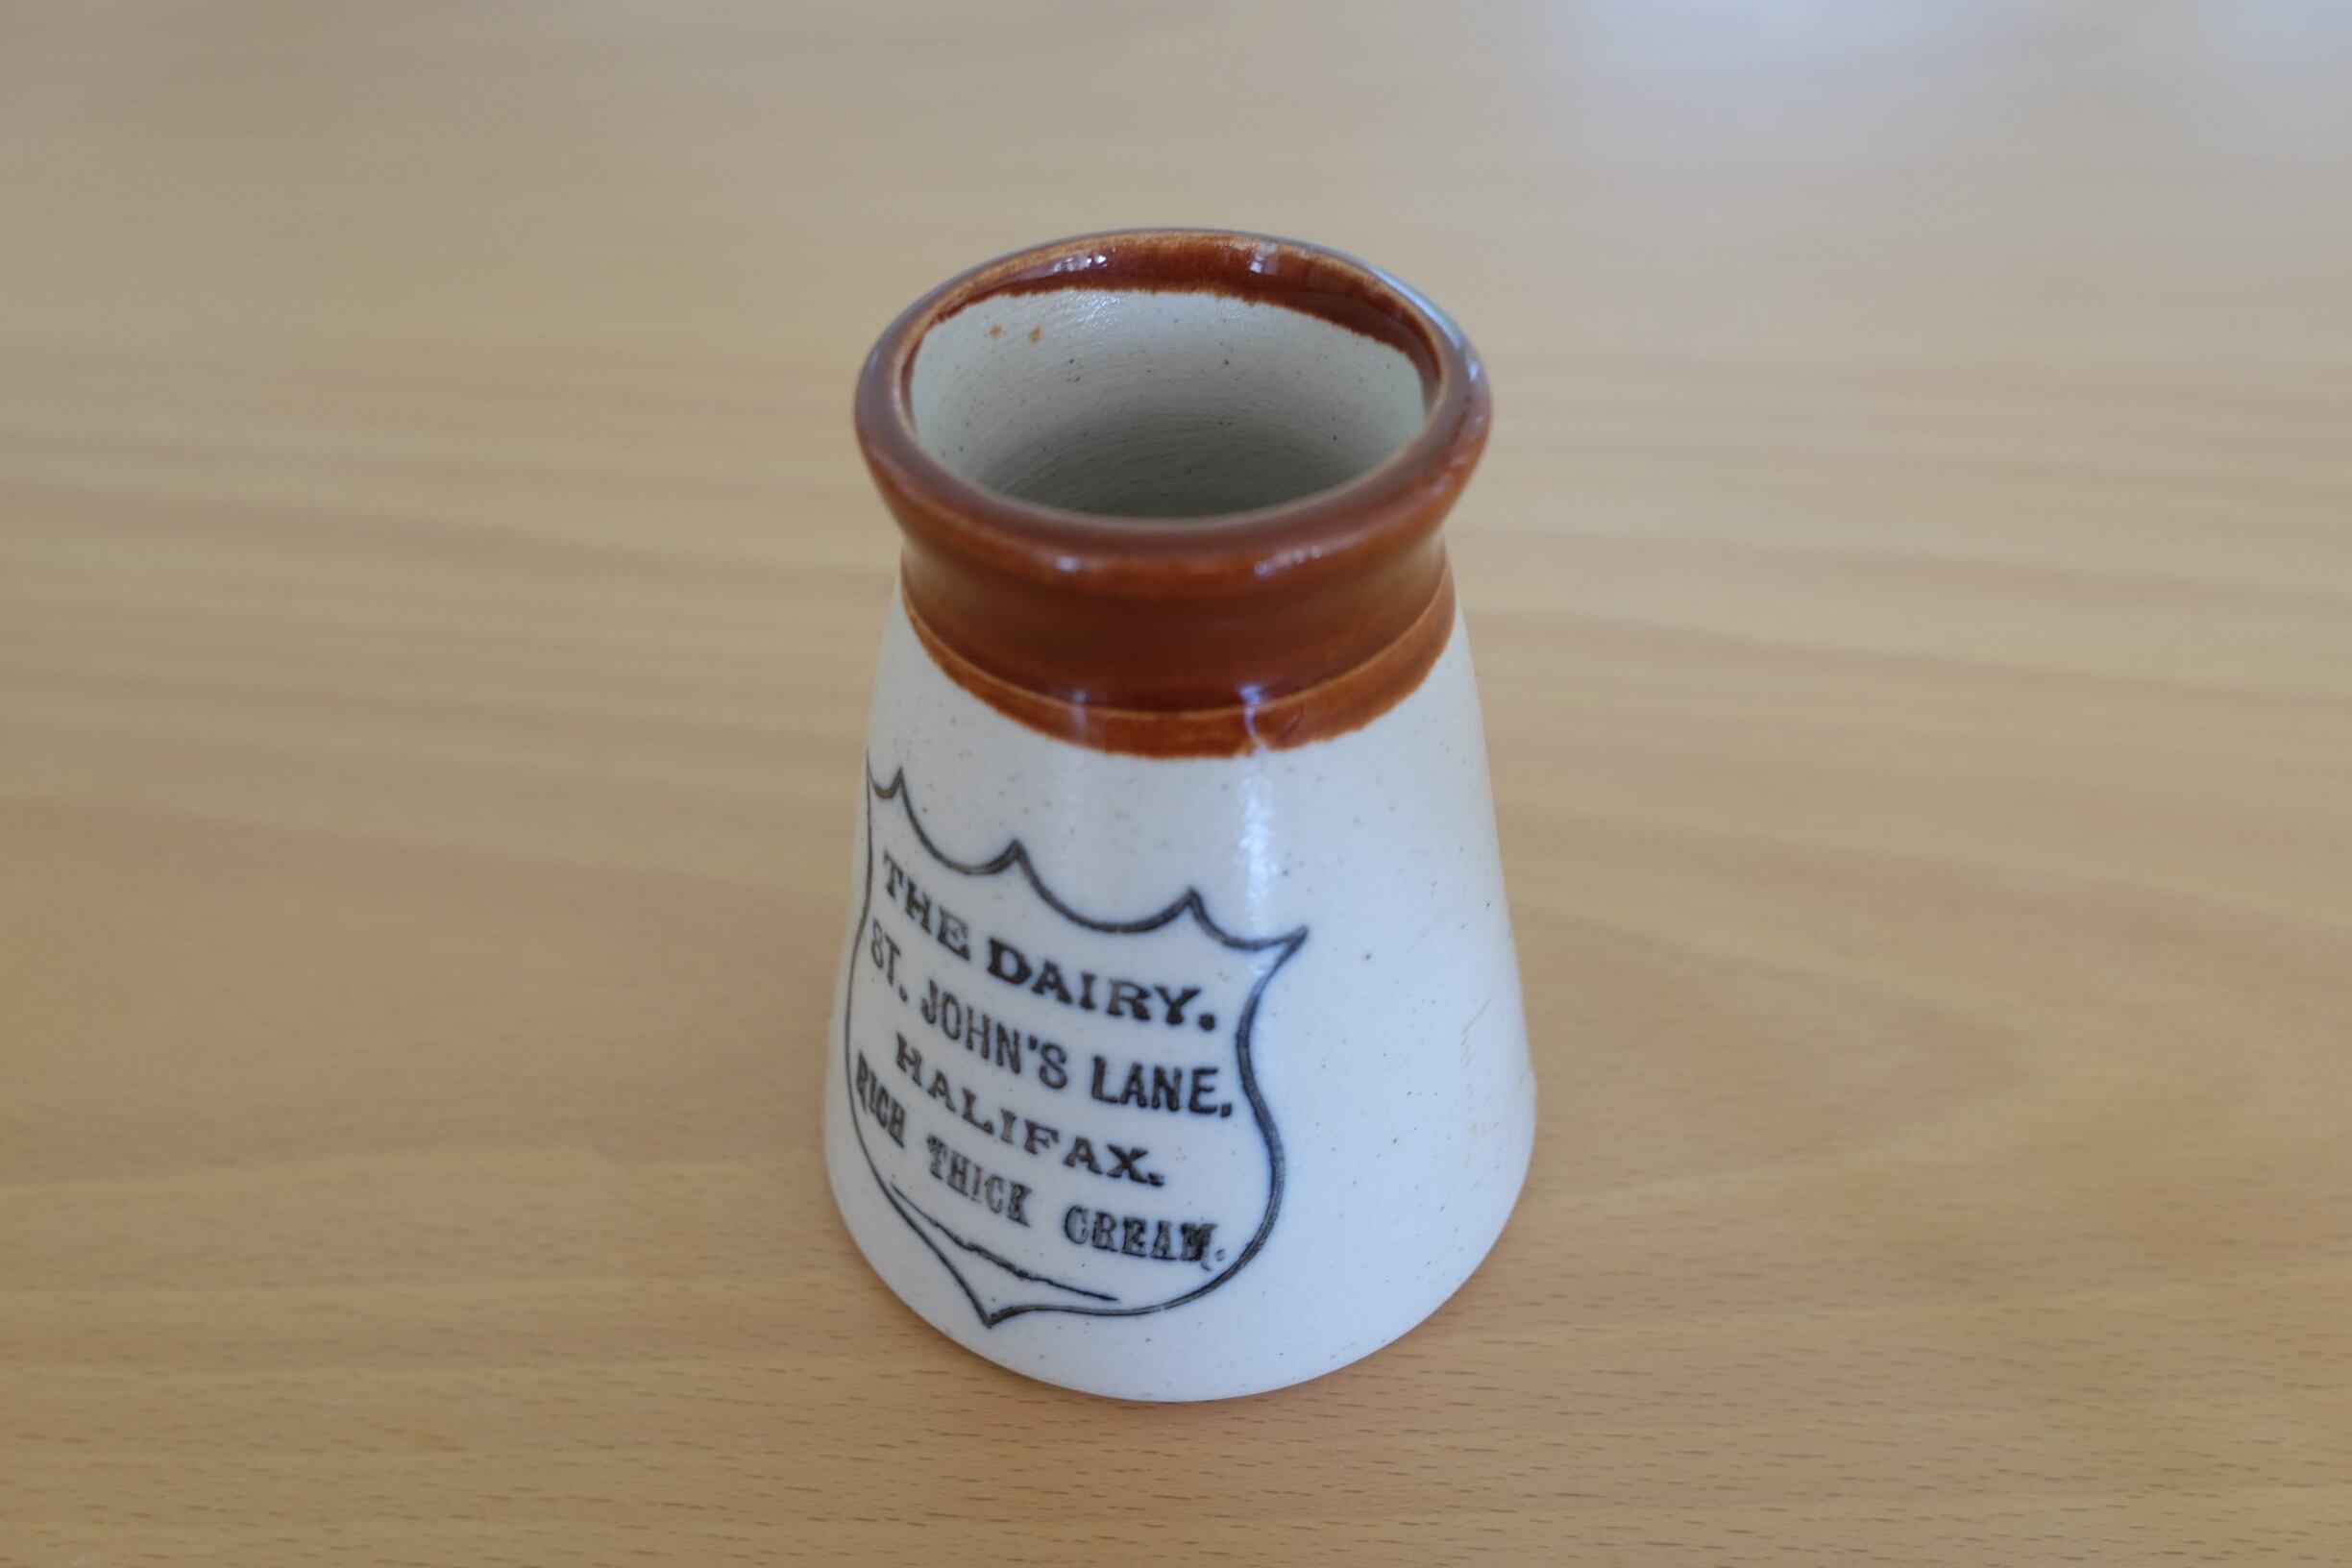 THE DAIRY.
ST. JOHN'S LANE.
HALIFAX.
RICH THICK CREAM.